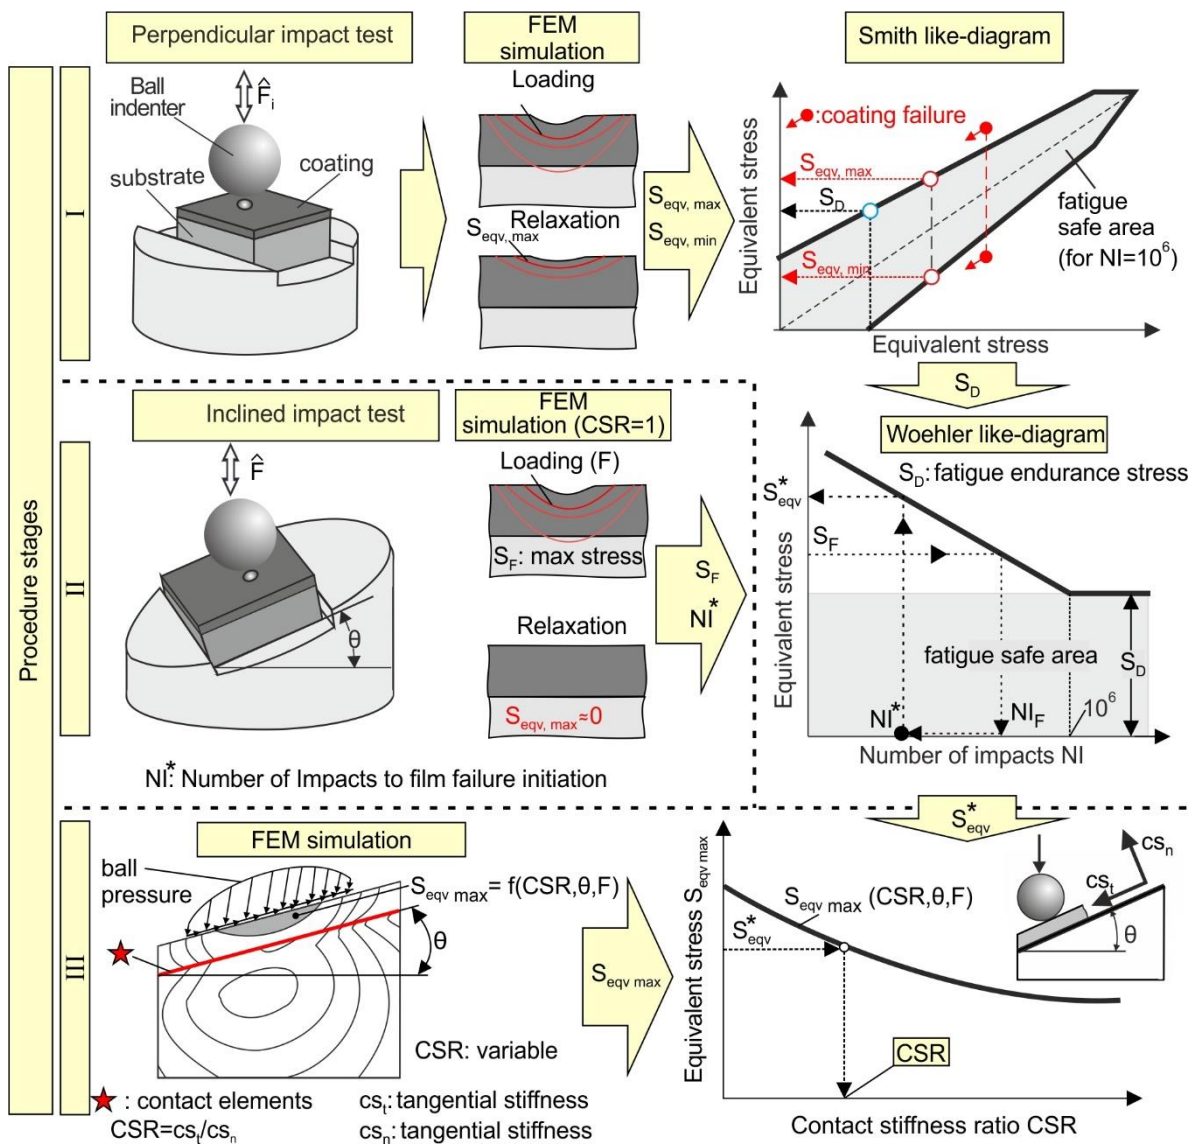 Procedure stages
I
Perpendicular impact test
Ball
indenter
F̂i
substrate
coating
FEM
simulation
Loading
Relaxation
Seqv, max
Seqv, max
Seqv, min
Smith like-diagram
Equivalent stress
:coating failure
Seqv, max
SD
Seqv, min
fatigue
safe area
(for NI=10⁶)
Equivalent stress
SD
II
Inclined impact test
F̂
θ
FEM
simulation (CSR=1)
Loading (F)
SF: max stress
Relaxation
Seqv, max≈0
SF
NI*
Woehler like-diagram
SD: fatigue endurance stress
Equivalent stress
S*eqv
SF
fatigue safe area
SD
NI*
NIF
10⁶
Number of impacts NI
NI*: Number of Impacts to film failure initiation
S*eqv
III
FEM simulation
ball
pressure
Seqv max= f(CSR,θ,F)
θ
CSR: variable
: contact elements
CSR=cst/csn
cst: tangential stiffness
csn: tangential stiffness
Seqv max
Equivalent stress Seqv max
Seqv max (CSR,θ,F)
S*eqv
csn
cst
θ
CSR
Contact stiffness ratio CSR